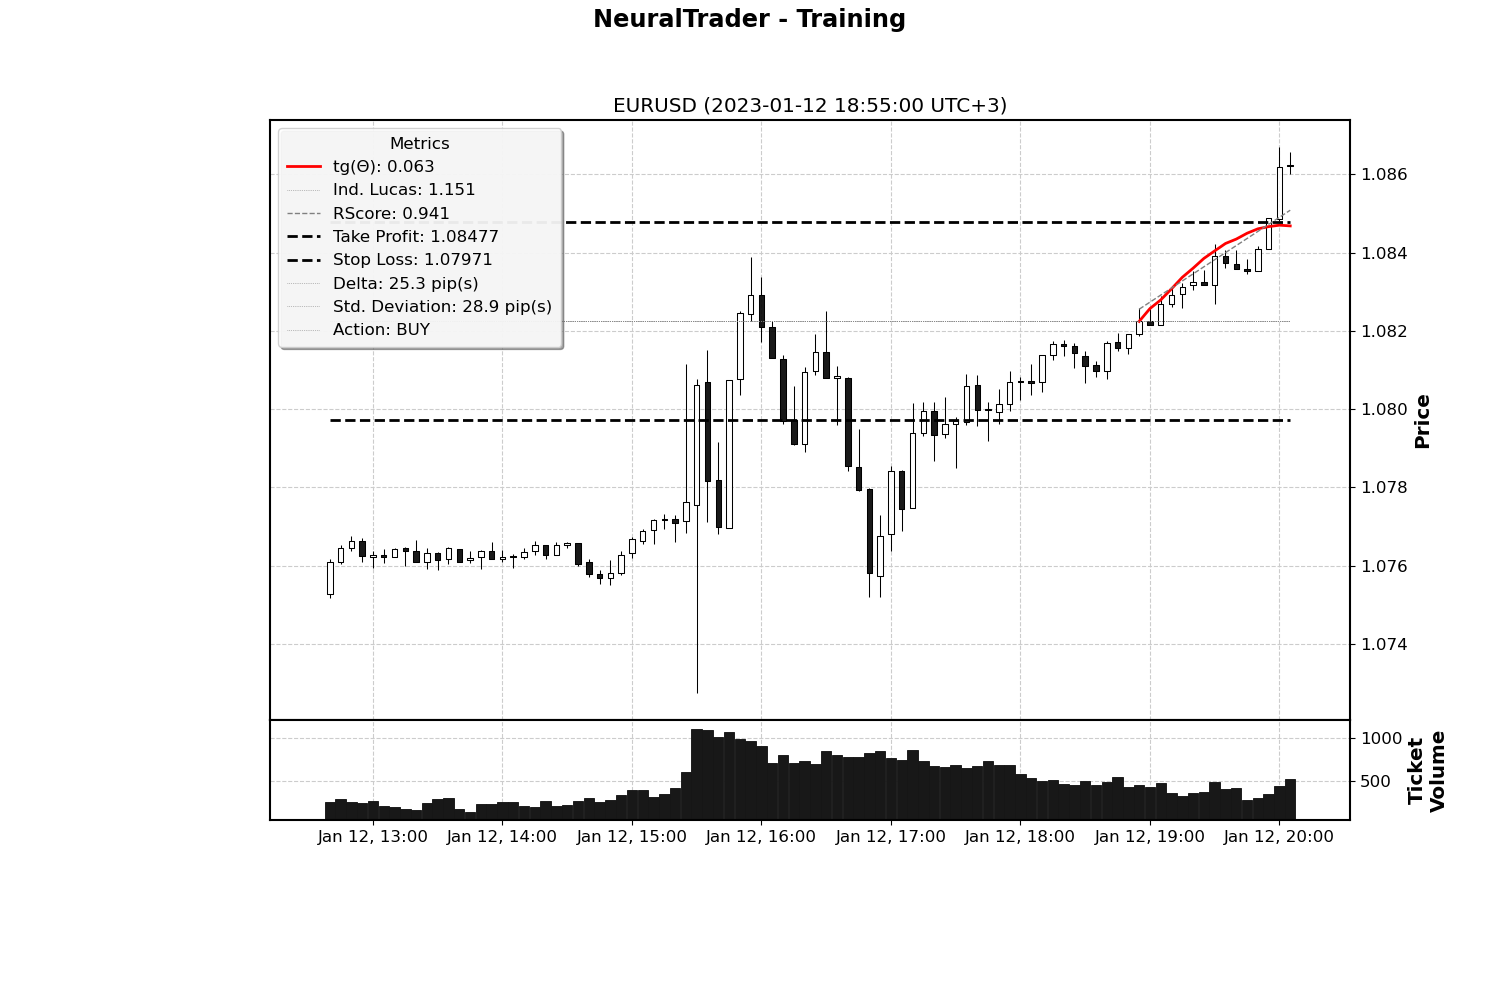 NeuralTrader - Training
EURUSD (2023-01-12 18:55:00 UTC+3)
Metrics
tg(Θ): 0.063
Ind. Lucas: 1.151
RScore: 0.941
Take Profit: 1.08477
Stop Loss: 1.07971
Delta: 25.3 pip(s)
Std. Deviation: 28.9 pip(s)
Action: BUY
1.086
1.084
1.082
1.080
1.078
1.076
1.074
Price
1000
500
Ticket
Volume
Jan 12, 13:00
Jan 12, 14:00
Jan 12, 15:00
Jan 12, 16:00
Jan 12, 17:00
Jan 12, 18:00
Jan 12, 19:00
Jan 12, 20:00